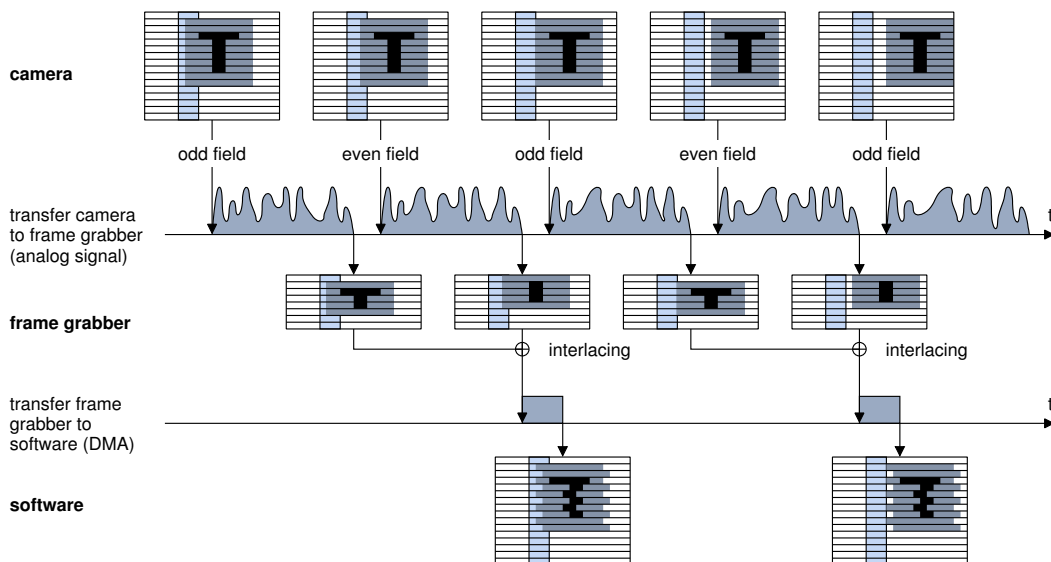 camera
odd field
even field
odd field
even field
odd field
transfer camera
to frame grabber
(analog signal)
t
frame grabber
interlacing
interlacing
transfer frame
grabber to
software (DMA)
t
software